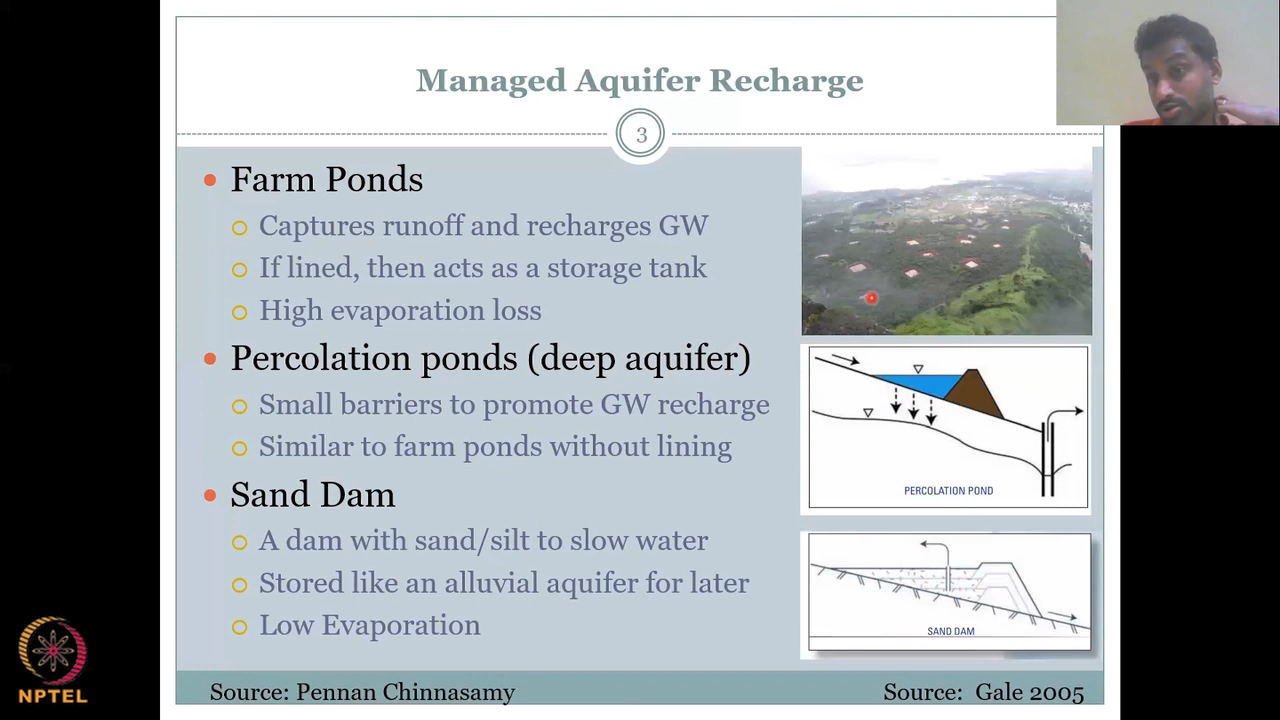 Managed Aquifer Recharge
3
Farm Ponds
Captures runoff and recharges GW
If lined, then acts as a storage tank
High evaporation loss
Percolation ponds (deep aquifer)
Small barriers to promote GW recharge
Similar to farm ponds without lining
Sand Dam
A dam with sand/silt to slow water
Stored like an alluvial aquifer for later
Low Evaporation
PERCOLATION POND
SAND DAM
Source: Pennan Chinnasamy
Source: Gale 2005
NPTEL